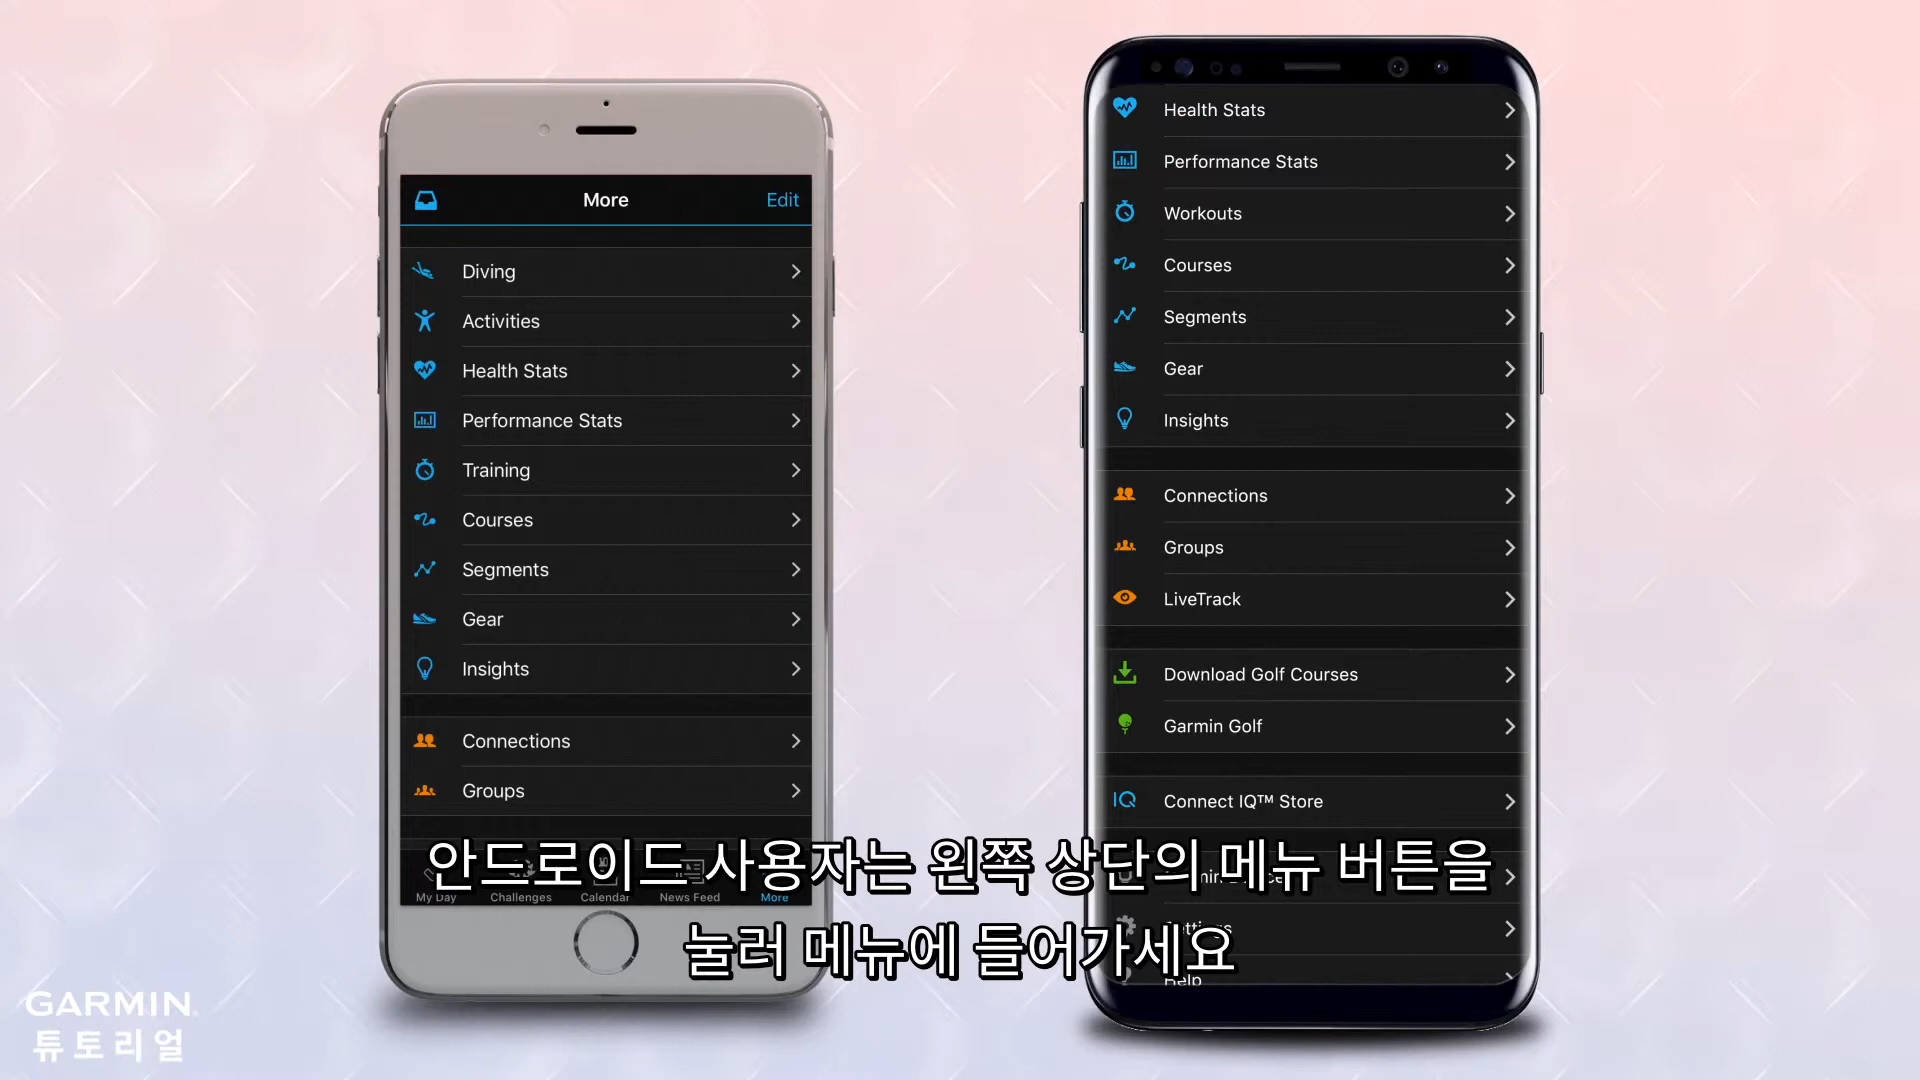 More
Edit
Diving
Activities
Health Stats
Performance Stats
Training
Courses
Segments
Gear
Insights
Connections
Groups
My Day
Challenges
Calendar
News Feed
More
Health Stats
Performance Stats
Workouts
Courses
Segments
Gear
Insights
Connections
Groups
LiveTrack
Download Golf Courses
Garmin Golf
IQ
Connect IQ™ Store
Settings
Help
안드로이드 사용자는 왼쪽 상단의 메뉴 버튼을
눌러 메뉴에 들어가세요
GARMIN
튜토리얼